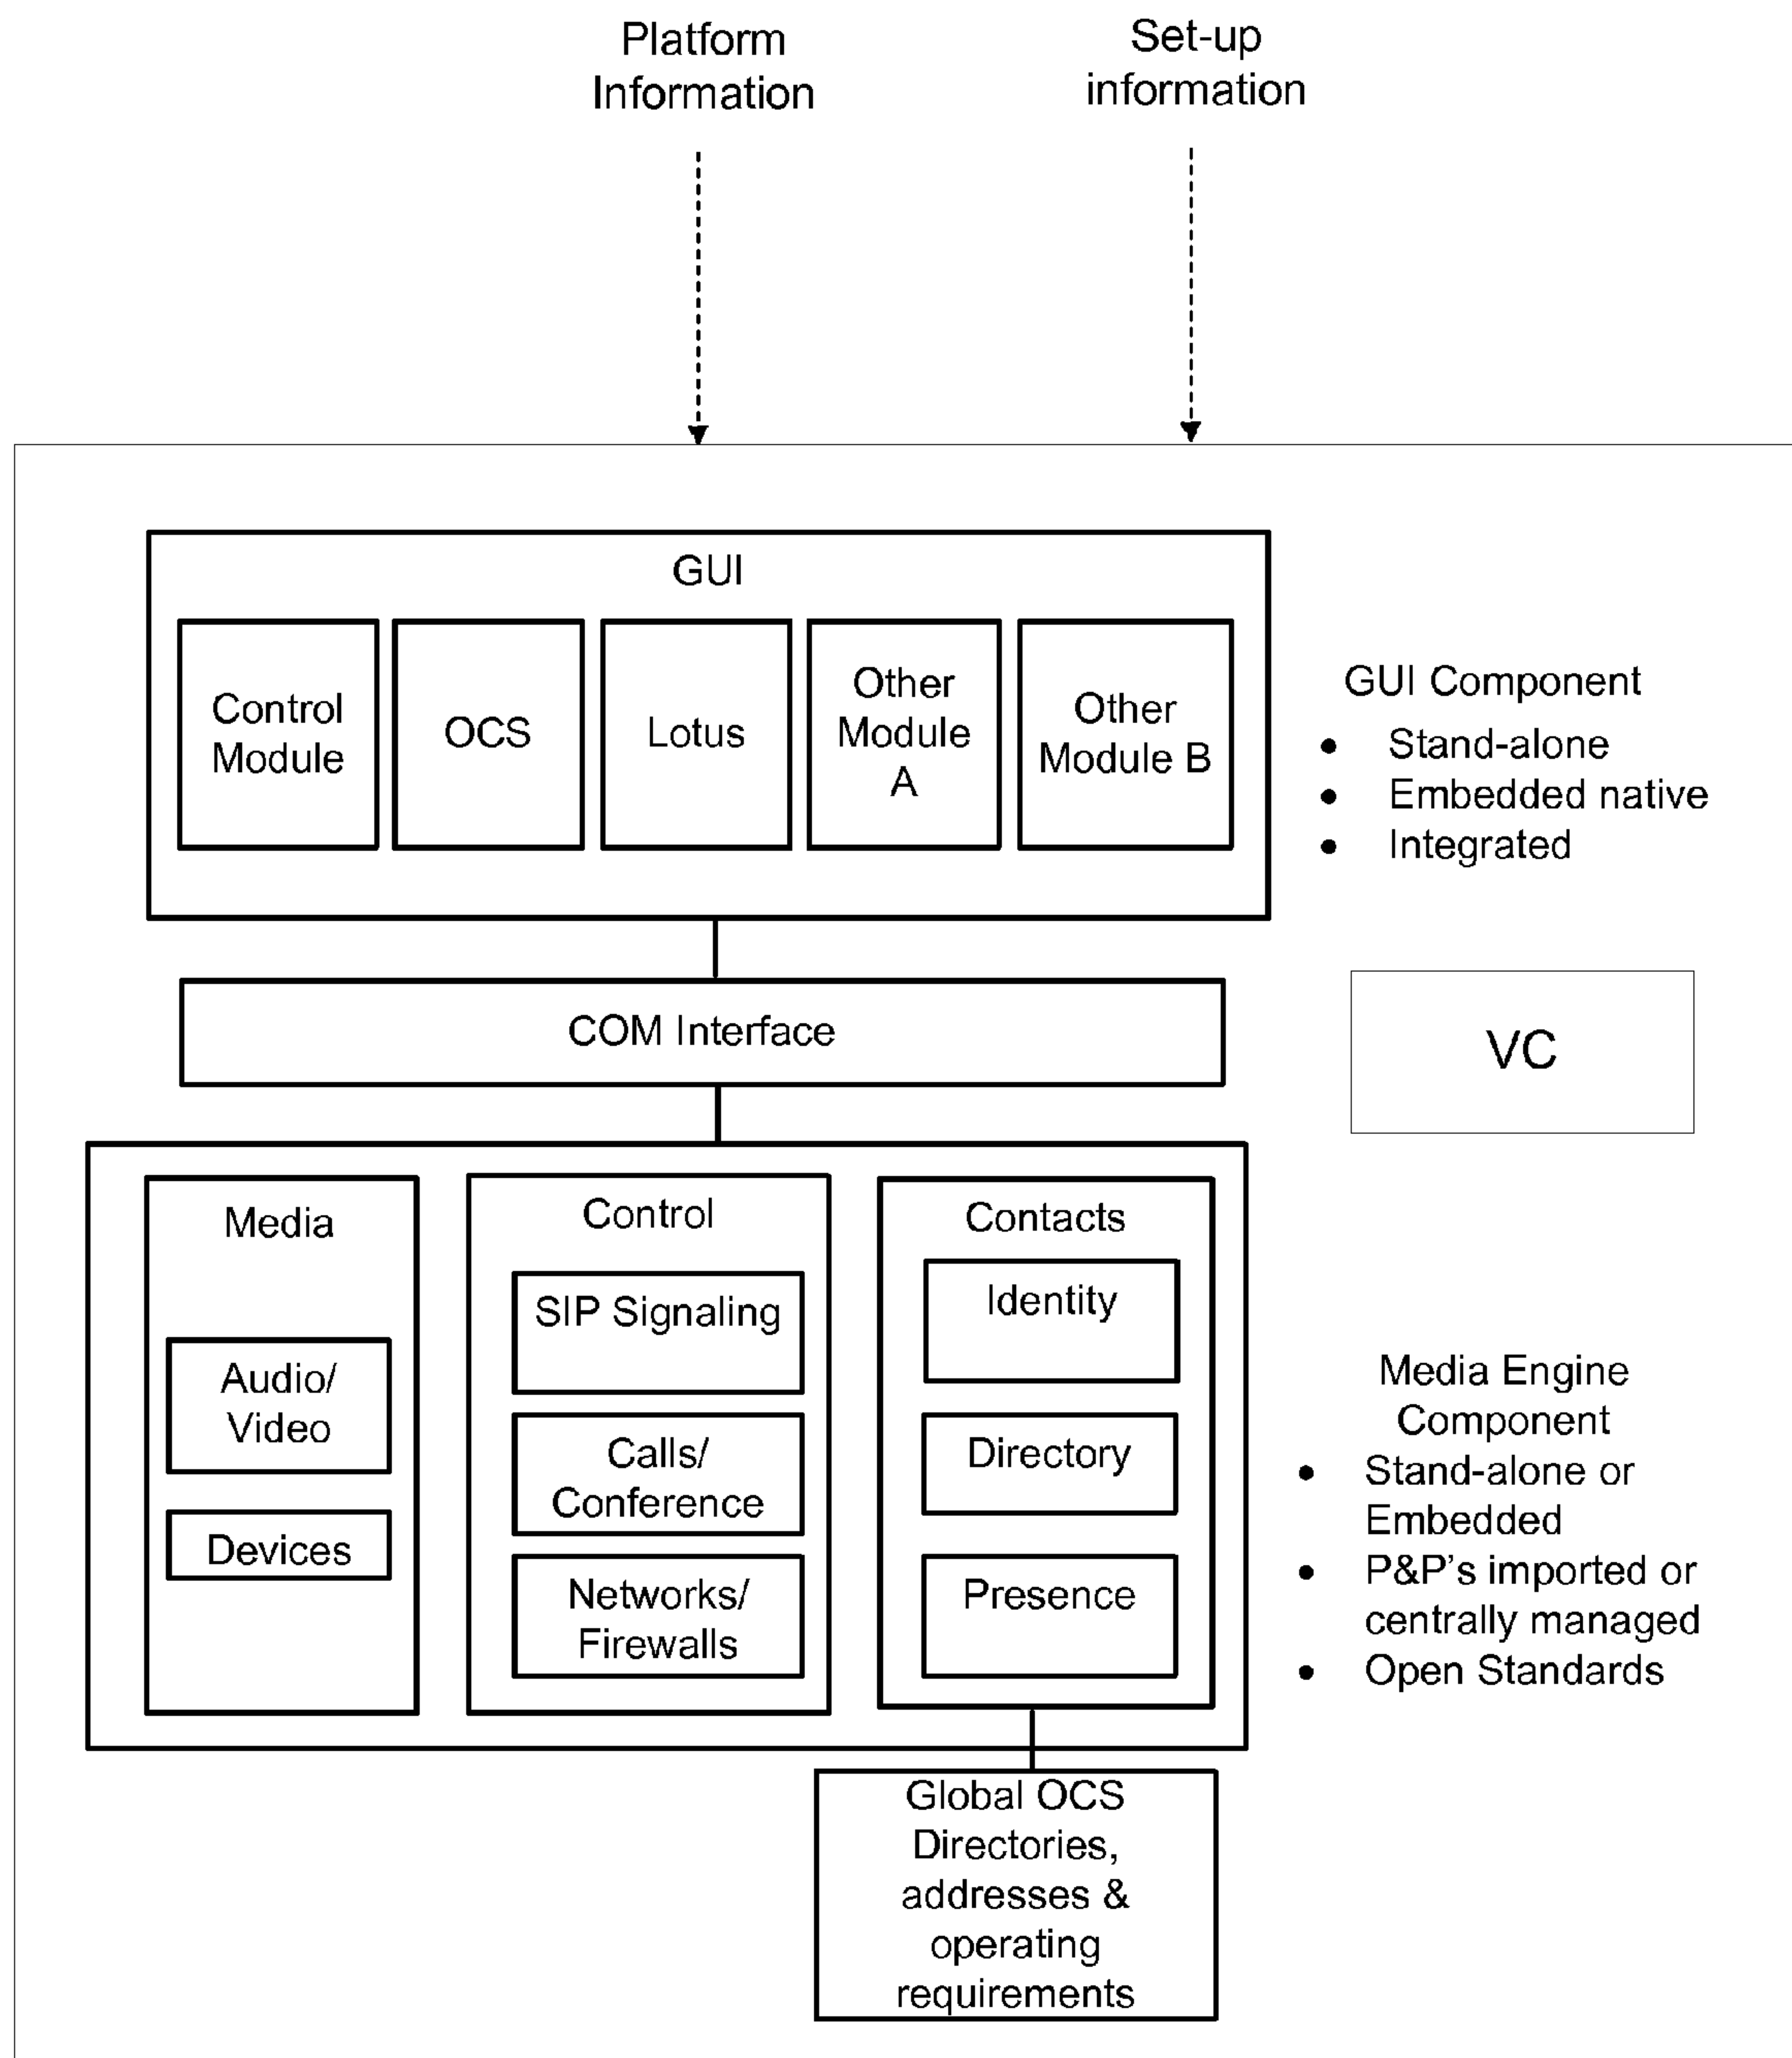 Platform
Information
Set-up
information
GUI
Control
Module
OCS
Lotus
Other
Module
A
Other
Module B
GUI Component
• Stand-alone
• Embedded native
• Integrated
COM Interface
VC
Media
Audio/
Video
Devices
Control
SIP Signaling
Calls/
Conference
Networks/
Firewalls
Contacts
Identity
Directory
Presence
Media Engine
Component
• Stand-alone or
Embedded
• P&P's imported or
centrally managed
• Open Standards
Global OCS
Directories,
addresses &
operating
requirements